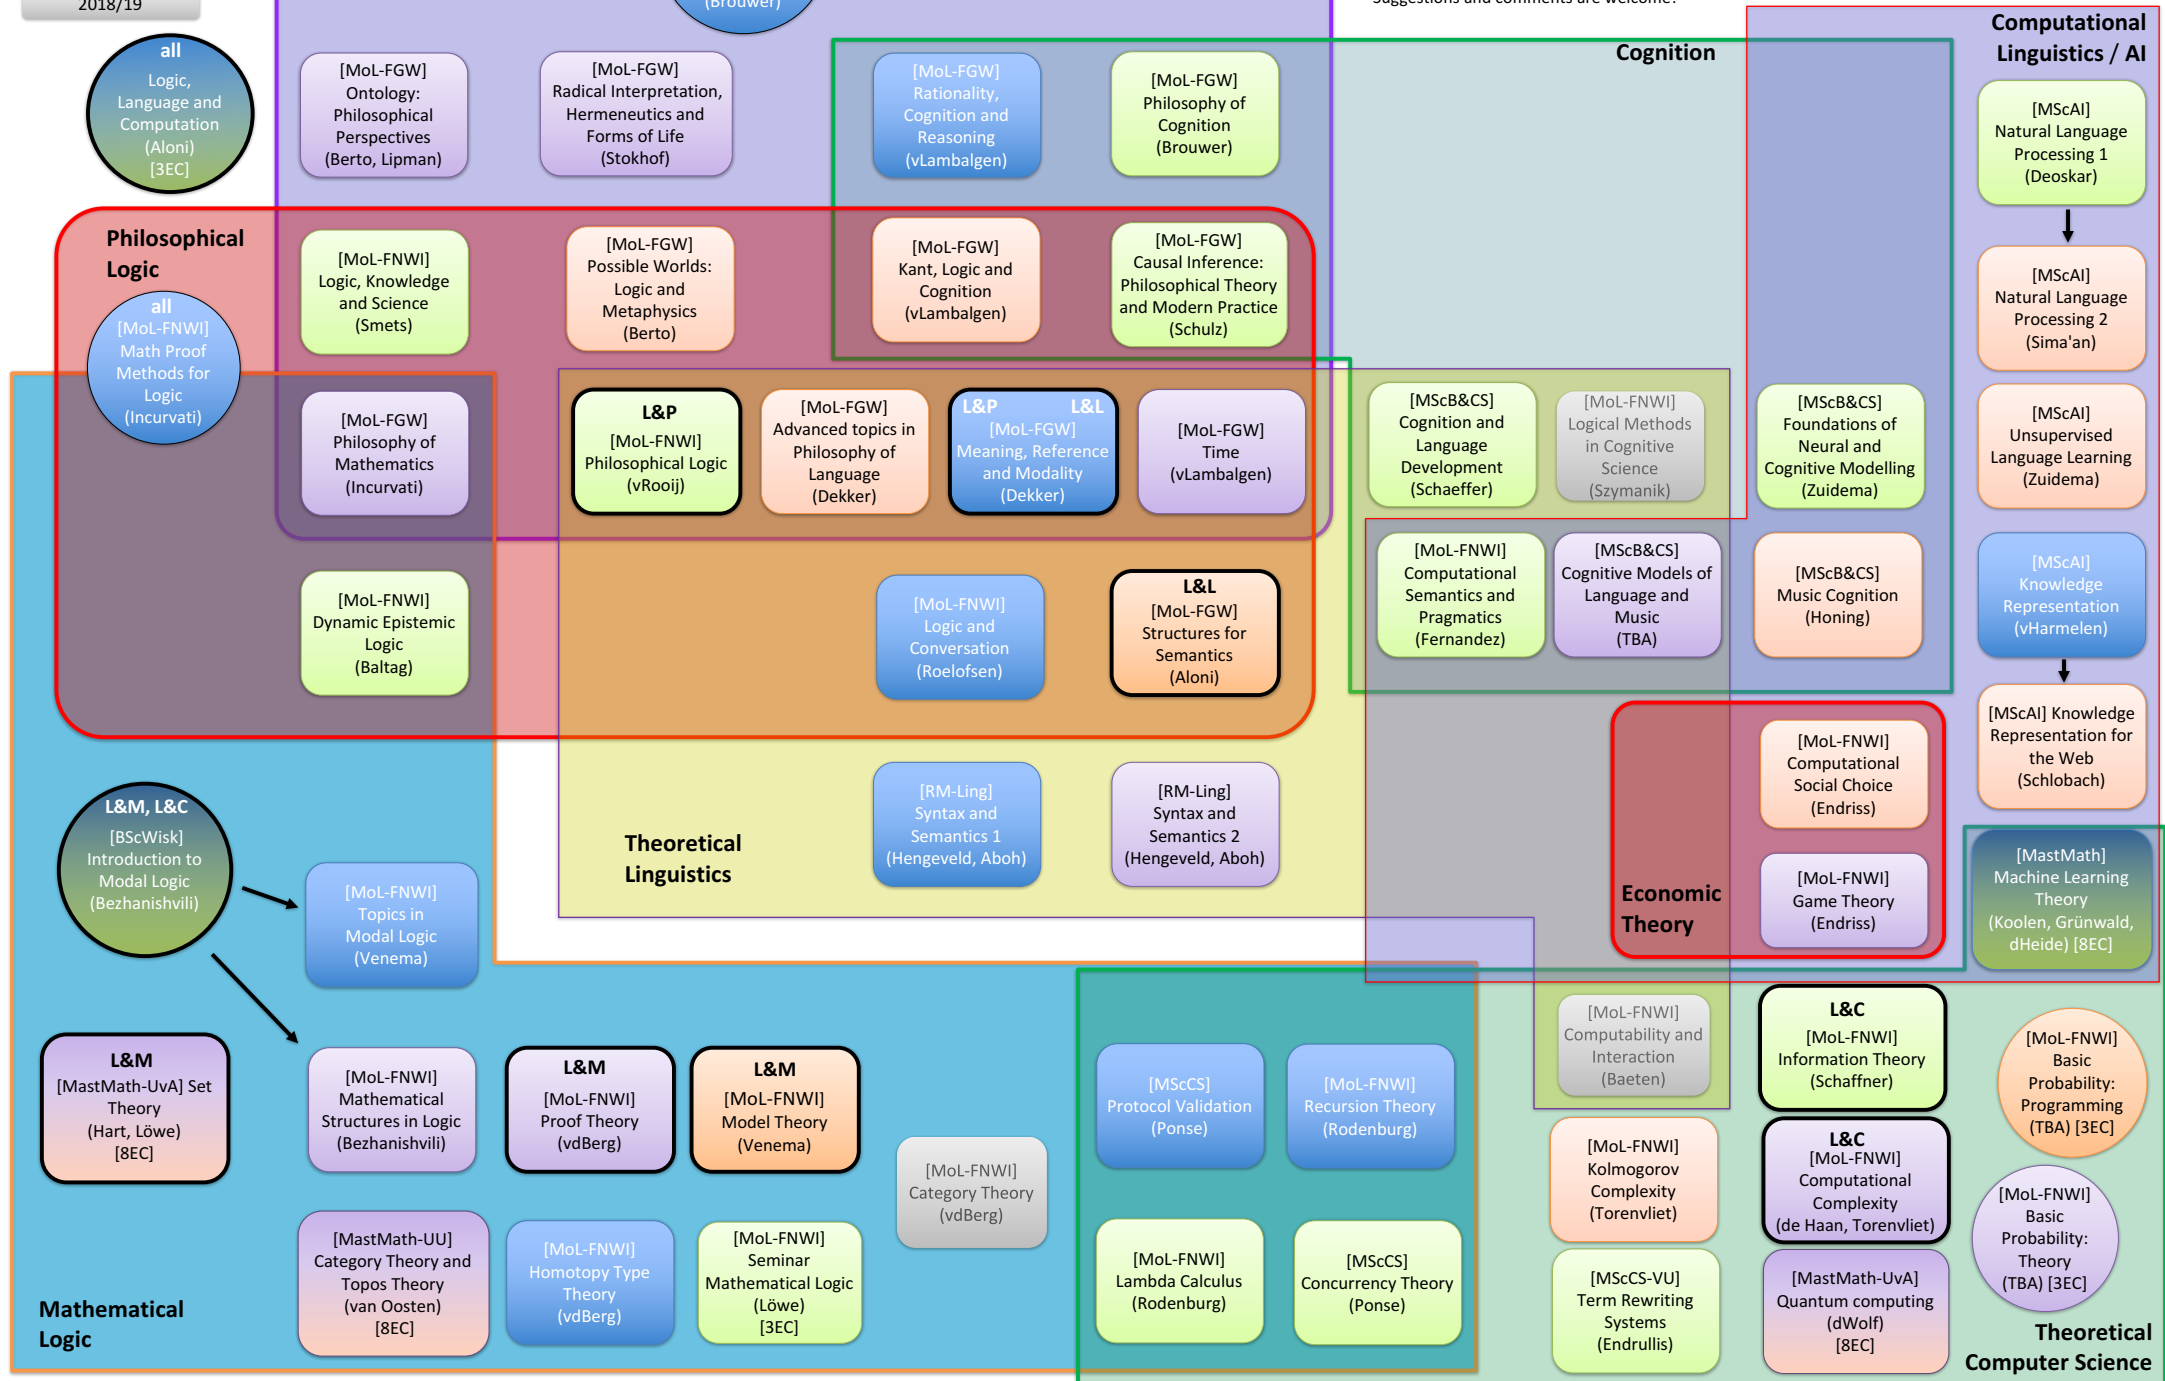 2018/19
(Brouwer)
Suggestions and comments are welcome!
all
Logic,
Language and
Computation
(Aloni)
[3EC]
[MoL-FGW]
Ontology:
Philosophical
Perspectives
(Berto, Lipman)
[MoL-FGW]
Radical Interpretation,
Hermeneutics and
Forms of Life
(Stokhof)
[MoL-FGW]
Rationality,
Cognition and
Reasoning
(vLambalgen)
[MoL-FGW]
Philosophy of
Cognition
(Brouwer)
Cognition
Computational
Linguistics / AI
[MScAI]
Natural Language
Processing 1
(Deoskar)
Philosophical
Logic
all
[MoL-FNWI]
Math Proof
Methods for
Logic
(Incurvati)
[MoL-FNWI]
Logic, Knowledge
and Science
(Smets)
[MoL-FGW]
Possible Worlds:
Logic and
Metaphysics
(Berto)
[MoL-FGW]
Kant, Logic and
Cognition
(vLambalgen)
[MoL-FGW]
Causal Inference:
Philosophical Theory
and Modern Practice
(Schulz)
[MScAI]
Natural Language
Processing 2
(Sima'an)
[MoL-FGW]
Philosophy of
Mathematics
(Incurvati)
L&P
[MoL-FNWI]
Philosophical Logic
(vRooij)
[MoL-FGW]
Advanced topics in
Philosophy of
Language
(Dekker)
L&P L&L
[MoL-FGW]
Meaning, Reference
and Modality
(Dekker)
[MoL-FGW]
Time
(vLambalgen)
[MScB&CS]
Cognition and
Language
Development
(Schaeffer)
[MoL-FNWI]
Logical Methods
in Cognitive
Science
(Szymanik)
[MScB&CS]
Foundations of
Neural and
Cognitive Modelling
(Zuidema)
[MScAI]
Unsupervised
Language Learning
(Zuidema)
[MoL-FNWI]
Dynamic Epistemic
Logic
(Baltag)
[MoL-FNWI]
Logic and
Conversation
(Roelofsen)
L&L
[MoL-FGW]
Structures for
Semantics
(Aloni)
[MoL-FNWI]
Computational
Semantics and
Pragmatics
(Fernandez)
[MScB&CS]
Cognitive Models of
Language and
Music
(TBA)
[MScB&CS]
Music Cognition
(Honing)
[MScAI]
Knowledge
Representation
(vHarmelen)
[MScAI] Knowledge
Representation for
the Web
(Schlobach)
L&M, L&C
[BScWisk]
Introduction to
Modal Logic
(Bezhanishvili)
[MoL-FNWI]
Topics in
Modal Logic
(Venema)
Theoretical
Linguistics
[RM-Ling]
Syntax and
Semantics 1
(Hengeveld, Aboh)
[RM-Ling]
Syntax and
Semantics 2
(Hengeveld, Aboh)
[MoL-FNWI]
Computational
Social Choice
(Endriss)
Economic
Theory
[MoL-FNWI]
Game Theory
(Endriss)
[MastMath]
Machine Learning
Theory
(Koolen, Grünwald,
dHeide) [8EC]
L&M
[MastMath-UvA] Set
Theory
(Hart, Löwe)
[8EC]
[MoL-FNWI]
Mathematical
Structures in Logic
(Bezhanishvili)
L&M
[MoL-FNWI]
Proof Theory
(vdBerg)
L&M
[MoL-FNWI]
Model Theory
(Venema)
[MoL-FNWI]
Category Theory
(vdBerg)
[MScCS]
Protocol Validation
(Ponse)
[MoL-FNWI]
Recursion Theory
(Rodenburg)
[MoL-FNWI]
Computability and
Interaction
(Baeten)
L&C
[MoL-FNWI]
Information Theory
(Schaffner)
[MoL-FNWI]
Basic
Probability:
Programming
(TBA) [3EC]
[MoL-FNWI]
Kolmogorov
Complexity
(Torenvliet)
L&C
[MoL-FNWI]
Computational
Complexity
(de Haan, Torenvliet)
[MoL-FNWI]
Basic
Probability:
Theory
(TBA) [3EC]
Mathematical
Logic
[MastMath-UU]
Category Theory and
Topos Theory
(van Oosten)
[8EC]
[MoL-FNWI]
Homotopy Type
Theory
(vdBerg)
[MoL-FNWI]
Seminar
Mathematical Logic
(Löwe)
[3EC]
[MoL-FNWI]
Lambda Calculus
(Rodenburg)
[MScCS]
Concurrency Theory
(Ponse)
[MScCS-VU]
Term Rewriting
Systems
(Endrullis)
[MastMath-UvA]
Quantum computing
(dWolf)
[8EC]
Theoretical
Computer Science